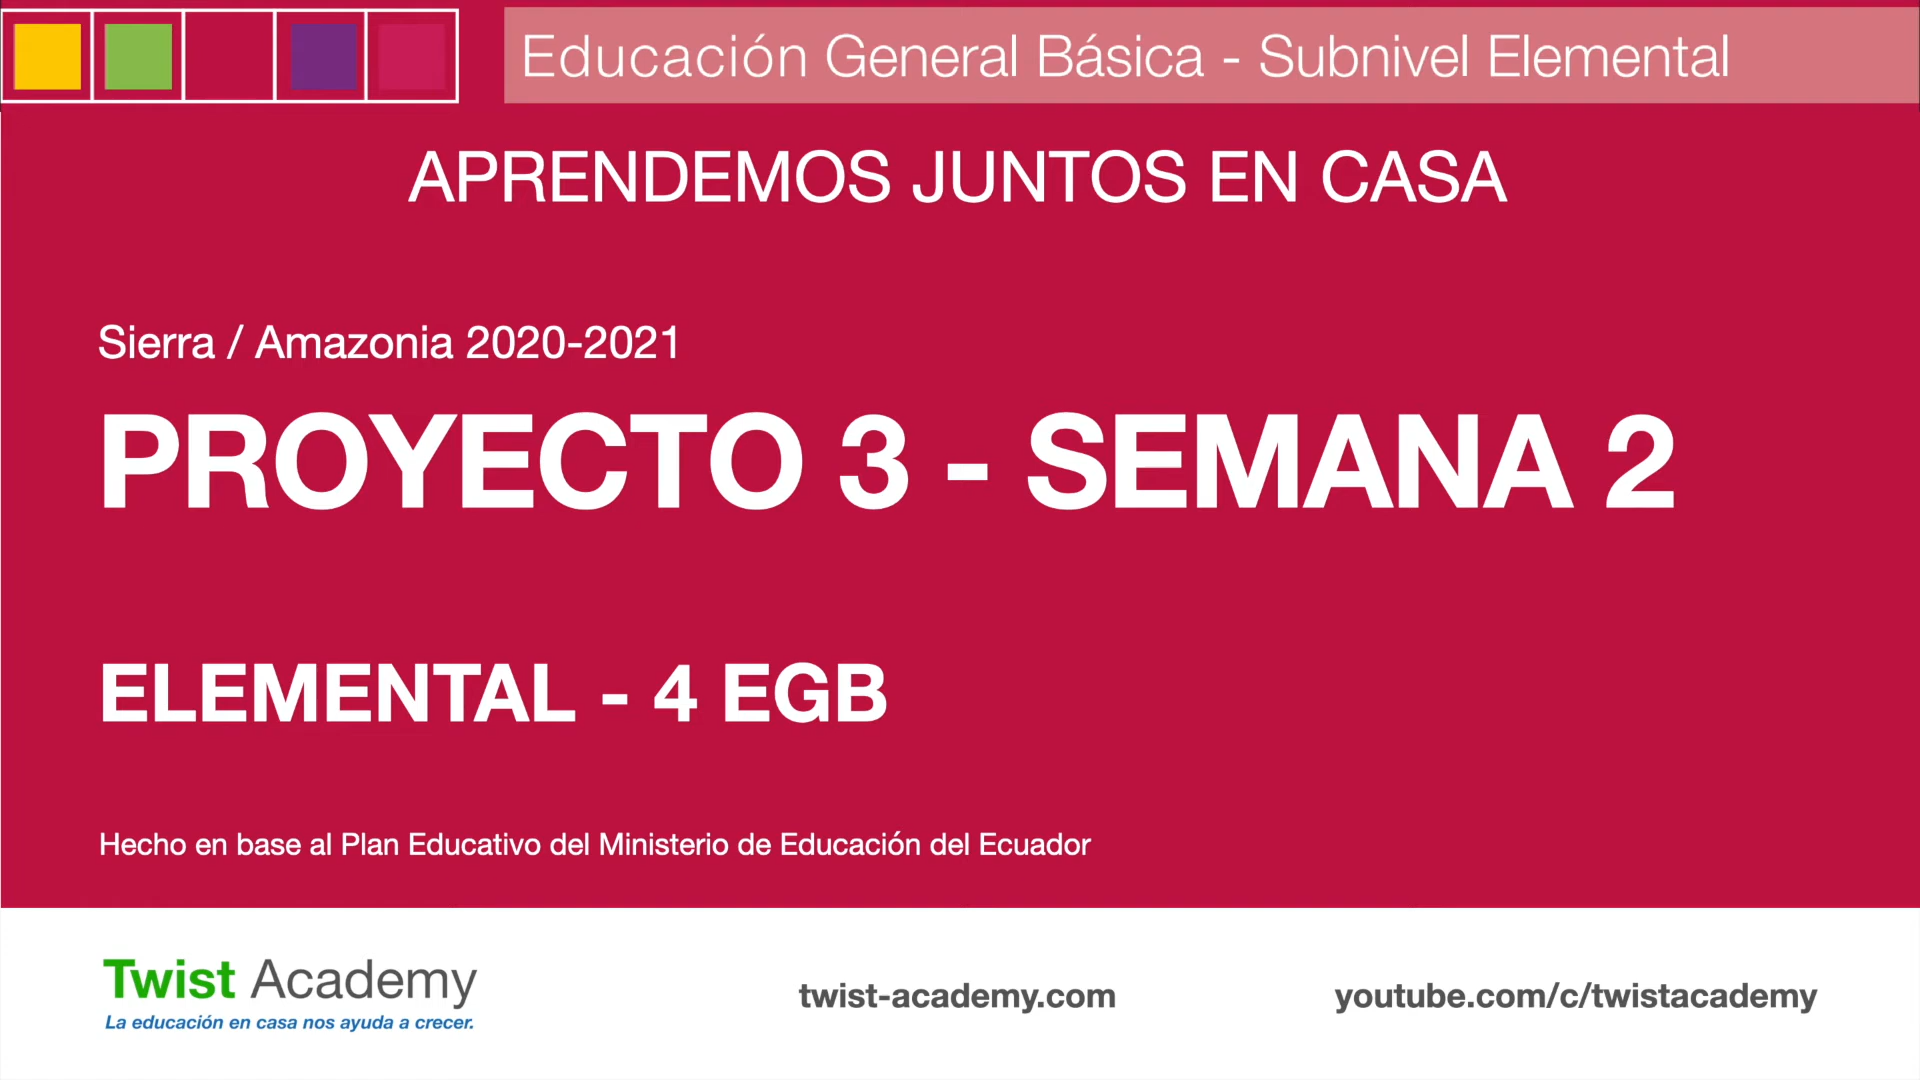 Educación General Básica - Subnivel Elemental
APRENDEMOS JUNTOS EN CASA
Sierra / Amazonia 2020-2021
PROYECTO 3 - SEMANA 2
ELEMENTAL - 4 EGB
Hecho en base al Plan Educativo del Ministerio de Educación del Ecuador
Twist Academy
La educación en casa nos ayuda a crecer.
twist-academy.com
youtube.com/c/twistacademy